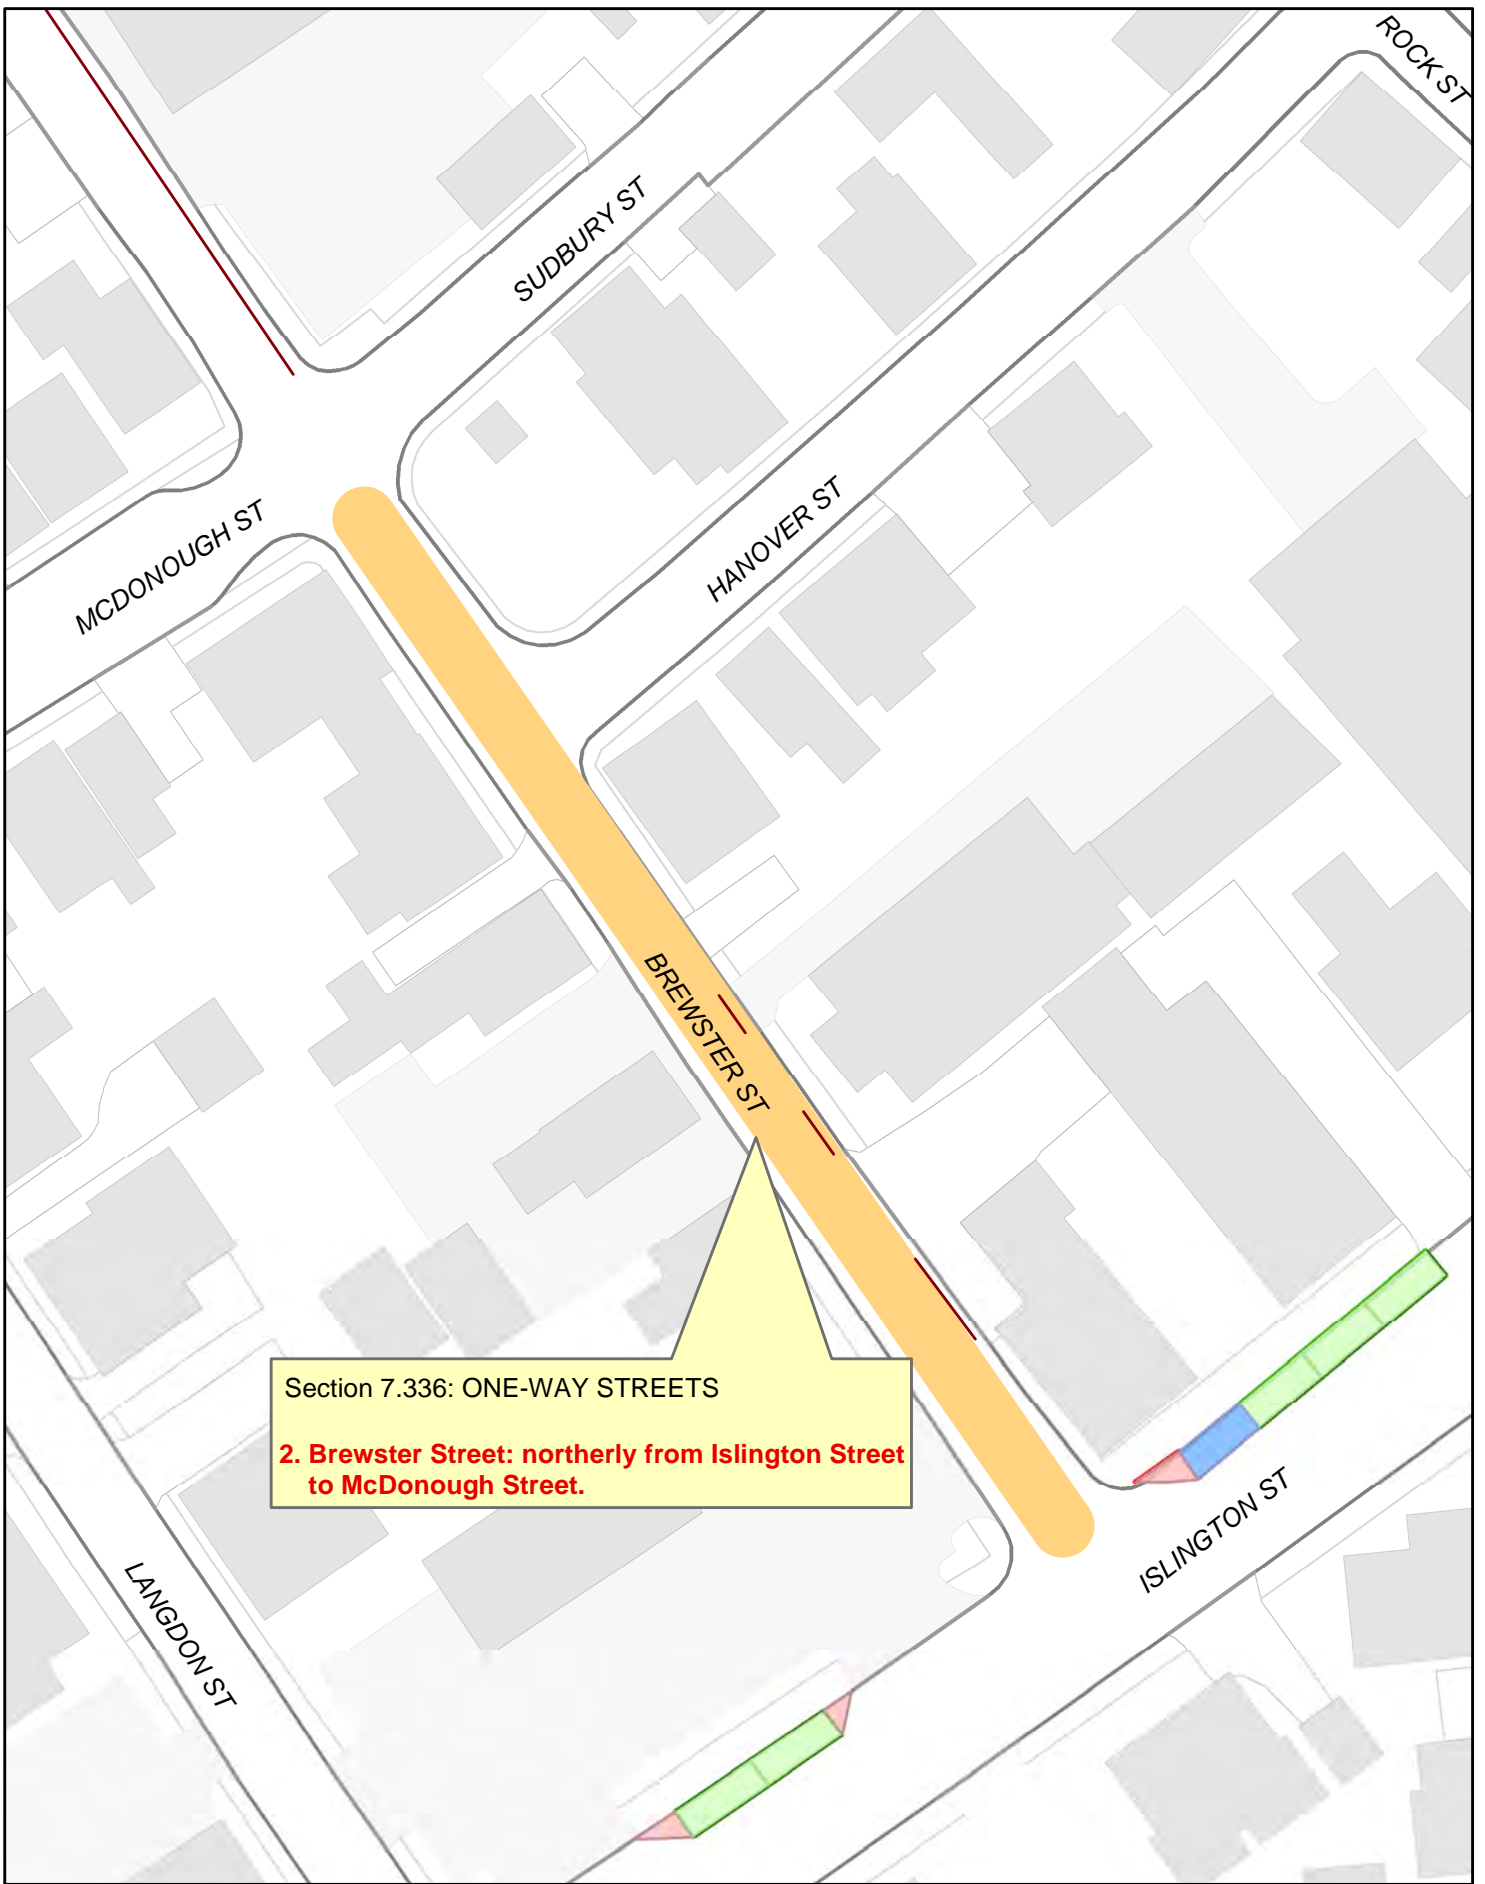 ROCK ST
SUDBURY ST
HANOVER ST
MCDONOUGH ST
BREWSTER ST
Section 7.336: ONE-WAY STREETS
2. Brewster Street: northerly from Islington Street
to McDonough Street.
ISLINGTON ST
LANGDON ST